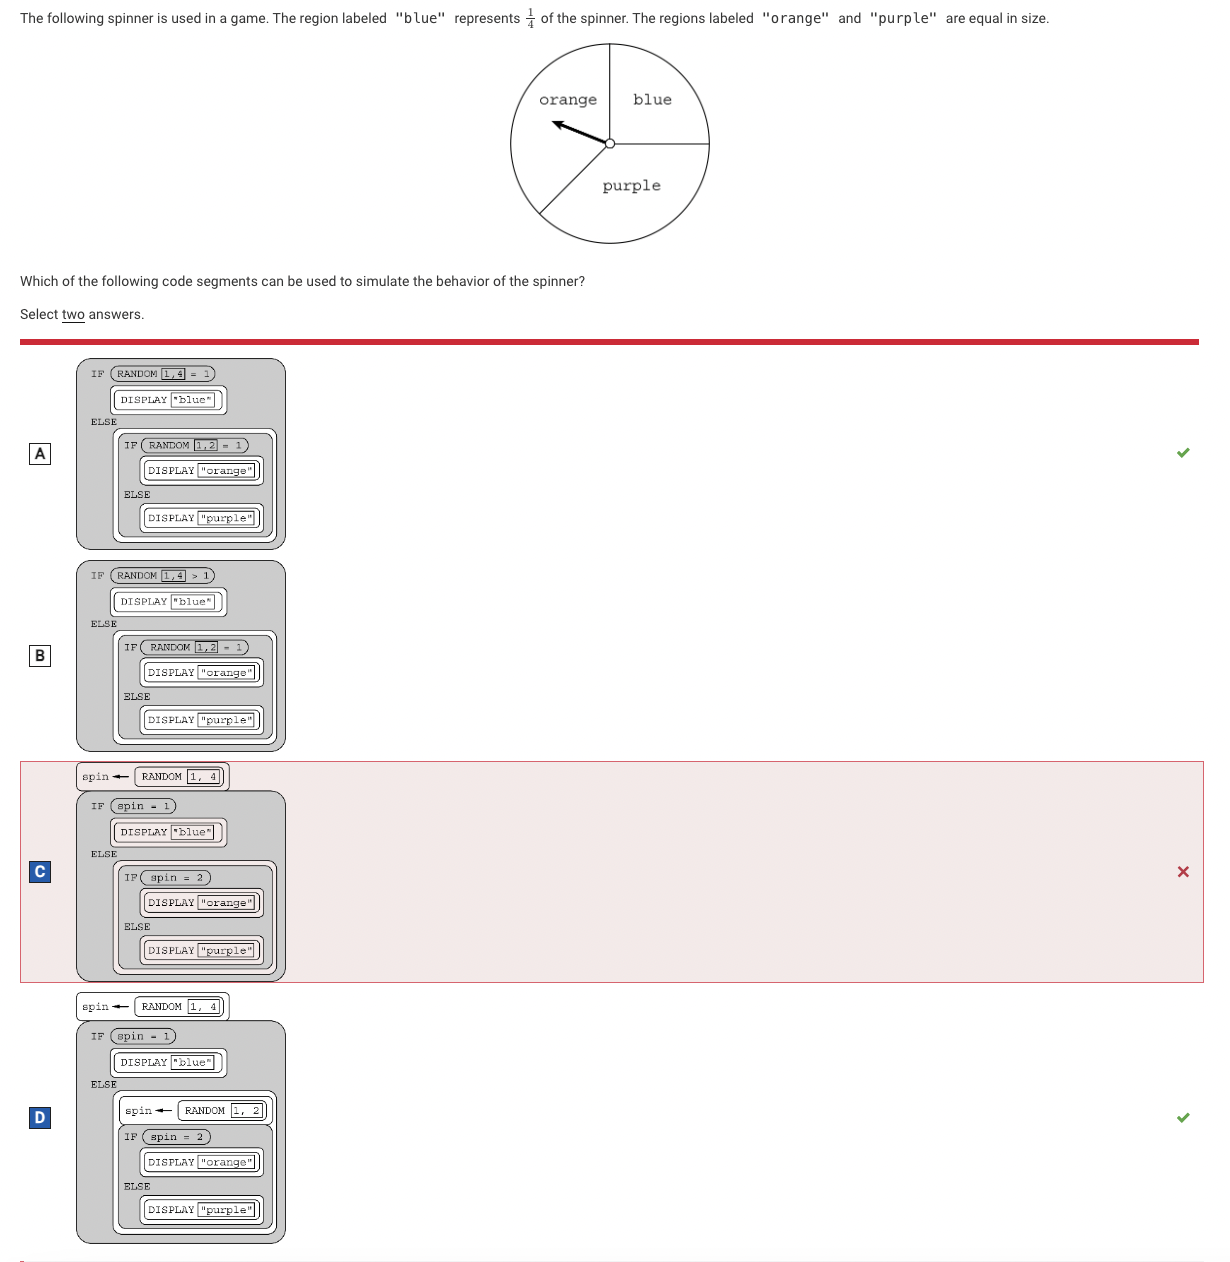 The following spinner is used in a game. The region labeled "blue" represents 1/4 of the spinner. The regions labeled "orange" and "purple" are equal in size.
orange blue
purple
Which of the following code segments can be used to simulate the behavior of the spinner?
Select two answers.
A
IF RANDOM 1,4 = 1
DISPLAY "blue"
ELSE
IF RANDOM 1,2 = 1
DISPLAY "orange"
ELSE
DISPLAY "purple"
B
IF RANDOM 1,4 > 1
DISPLAY "blue"
ELSE
IF RANDOM 1,2 = 1
DISPLAY "orange"
ELSE
DISPLAY "purple"
C
spin ← RANDOM 1, 4
IF spin = 1
DISPLAY "blue"
ELSE
IF spin = 2
DISPLAY "orange"
ELSE
DISPLAY "purple"
D
spin ← RANDOM 1, 4
IF spin = 1
DISPLAY "blue"
ELSE
spin ← RANDOM 1, 2
IF spin = 2
DISPLAY "orange"
ELSE
DISPLAY "purple"